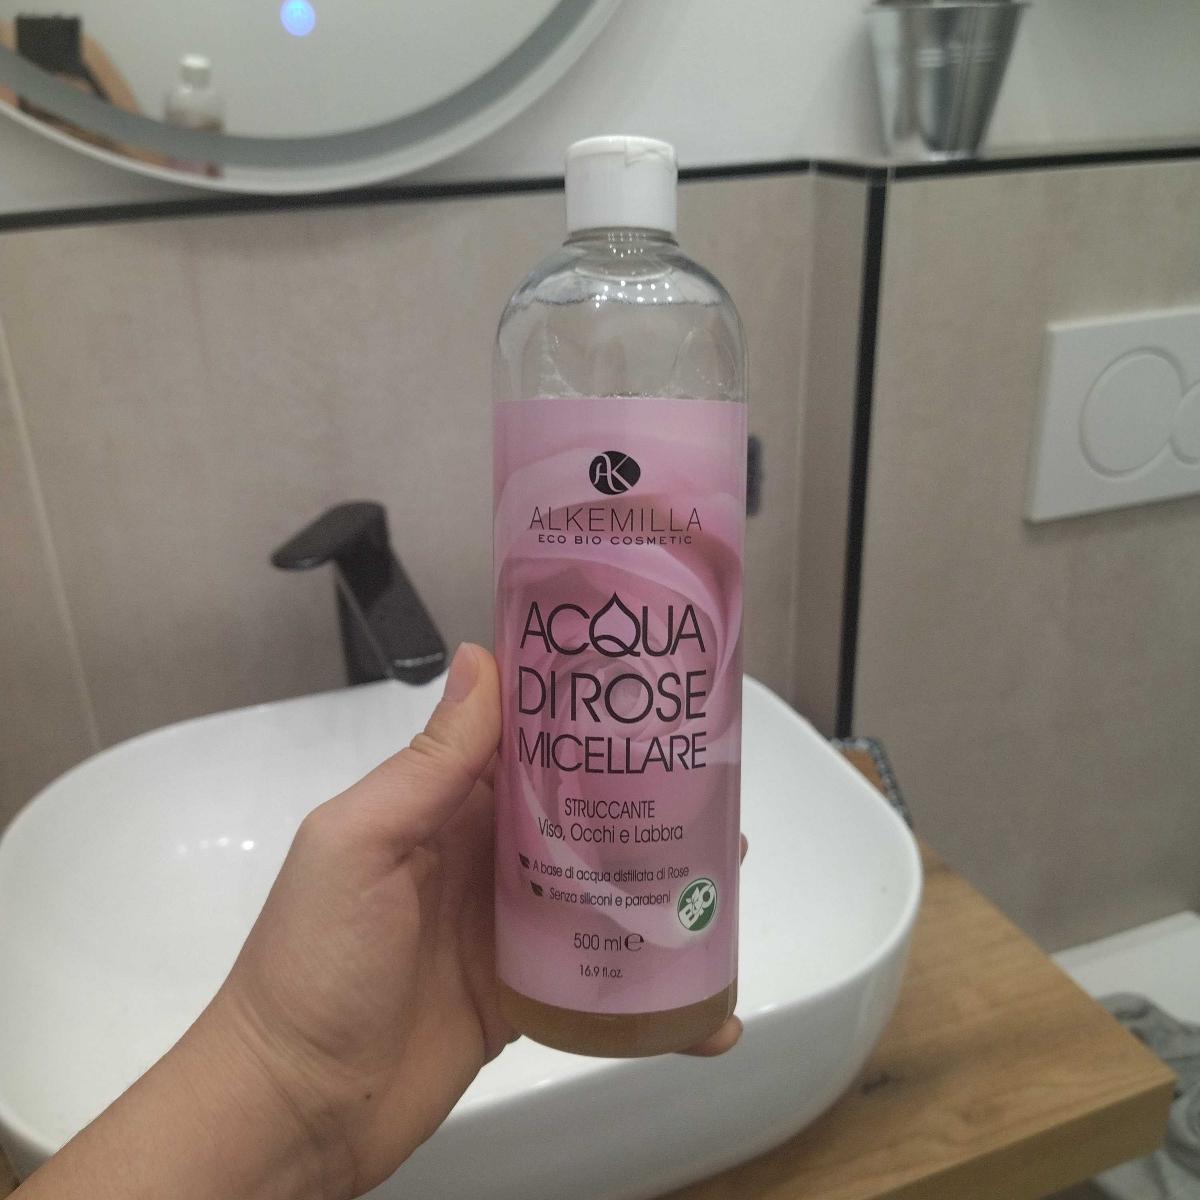 AK
ALKEMILLA
ECO BIO COSMETIC
ACQUA
DI ROSE
MICELLARE
STRUCCANTE
Viso, Occhi e Labbra
A base di acqua distillata di Rose
Senza siliconi e parabeni
BIO
500 ml ℮
16.9 fl.oz.